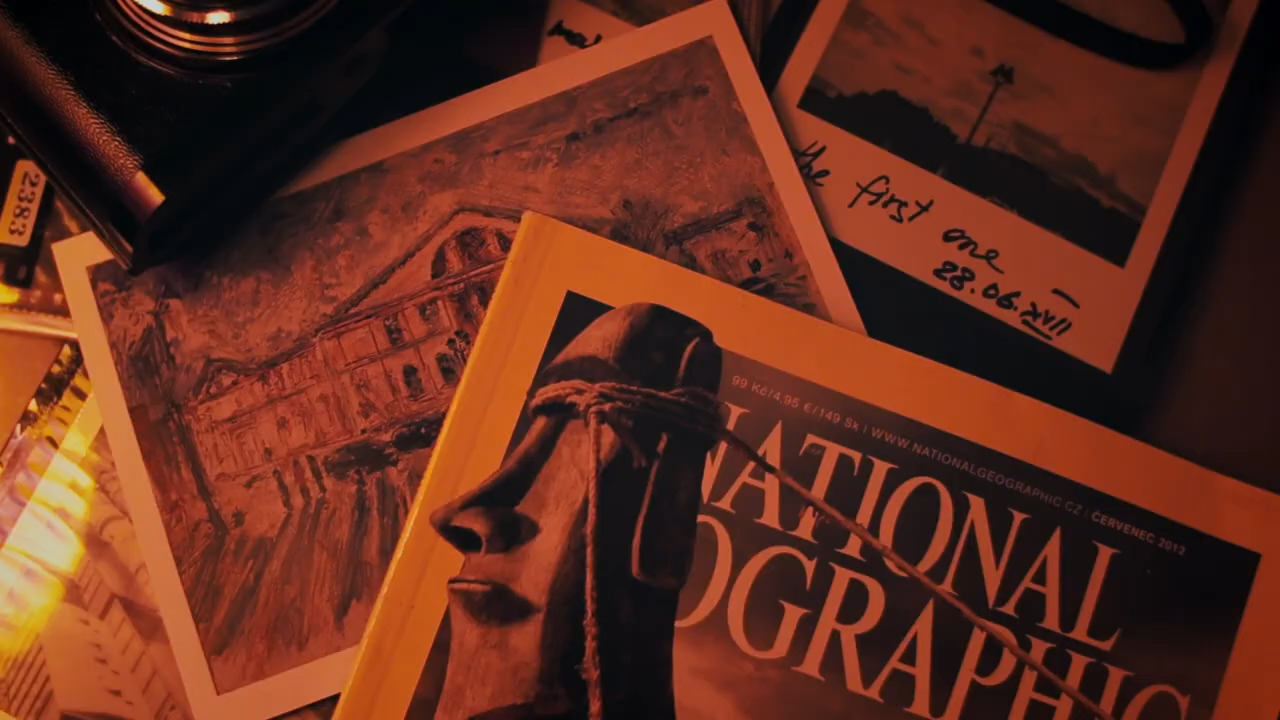 the first one
28.06.XVII
2383
99 Kč/4,95 €/149 Sk | WWW.NATIONALGEOGRAPHIC.CZ | ČERVENEC 2012
NATIONAL
OGRAPHIC